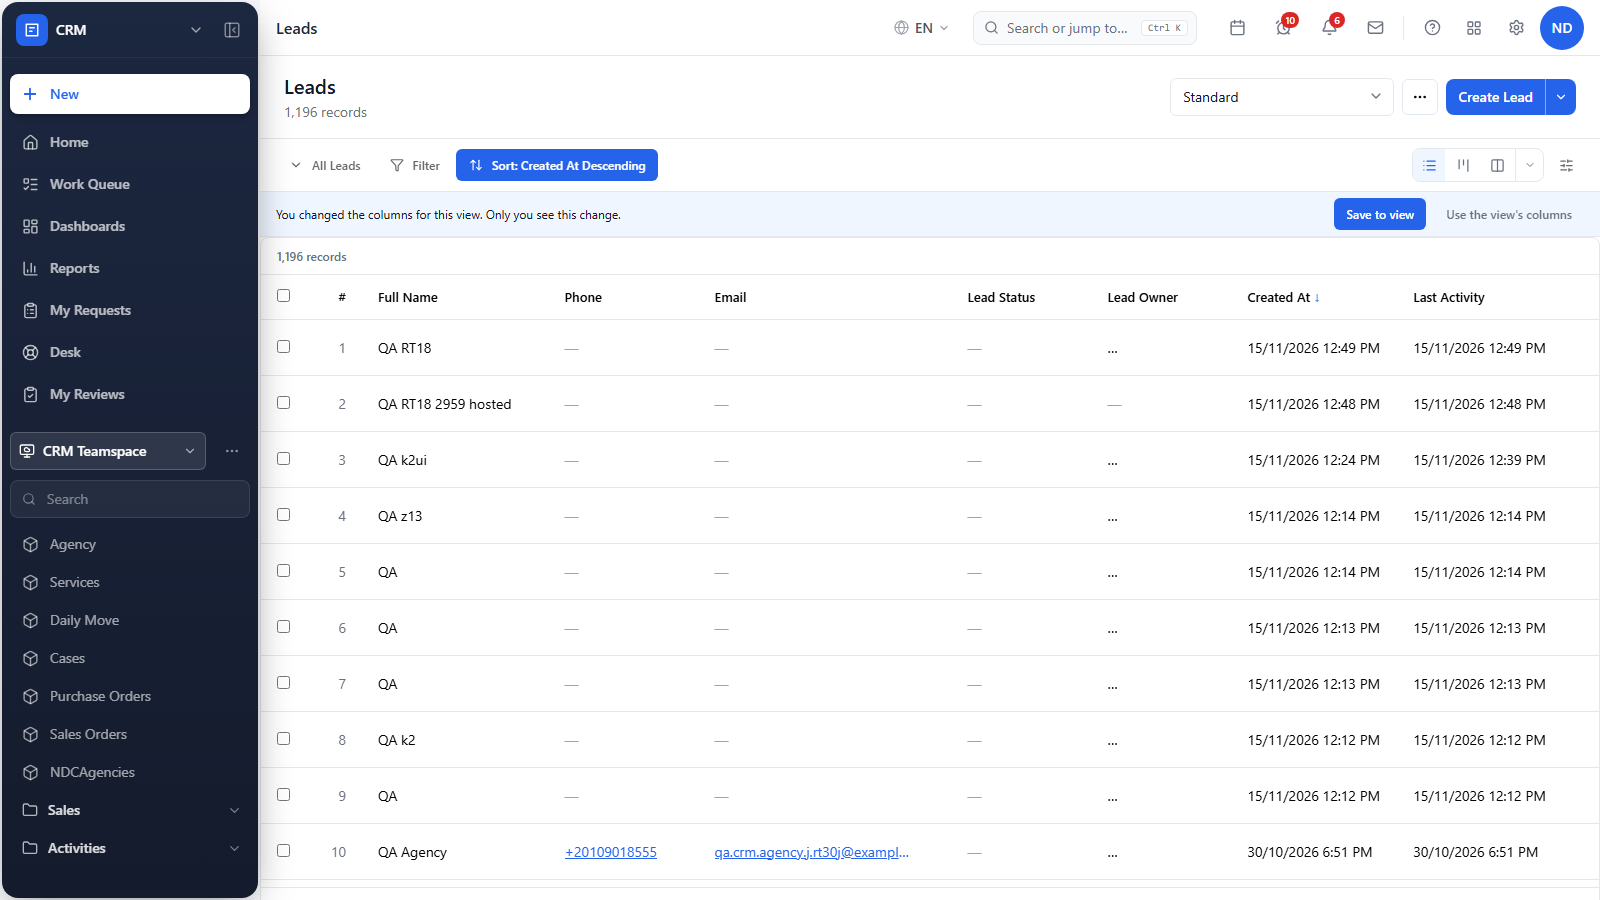 CRM
Leads
EN
Search or jump to...
Ctrl K
10
6
ND
New
Home
Work Queue
Dashboards
Reports
My Requests
Desk
My Reviews
CRM Teamspace
Search
Agency
Services
Daily Move
Cases
Purchase Orders
Sales Orders
NDCAgencies
Sales
Activities
Leads
1,196 records
Standard
Create Lead
All Leads
Filter
Sort: Created At Descending
You changed the columns for this view. Only you see this change.
Save to view
Use the view's columns
1,196 records
# Full Name Phone Email Lead Status Lead Owner Created At ↓ Last Activity
1 QA RT18 — — — ... 15/11/2026 12:49 PM 15/11/2026 12:49 PM
2 QA RT18 2959 hosted — — — — 15/11/2026 12:48 PM 15/11/2026 12:48 PM
3 QA k2ui — — — ... 15/11/2026 12:24 PM 15/11/2026 12:39 PM
4 QA z13 — — — ... 15/11/2026 12:14 PM 15/11/2026 12:14 PM
5 QA — — — ... 15/11/2026 12:14 PM 15/11/2026 12:14 PM
6 QA — — — ... 15/11/2026 12:13 PM 15/11/2026 12:13 PM
7 QA — — — ... 15/11/2026 12:13 PM 15/11/2026 12:13 PM
8 QA k2 — — — ... 15/11/2026 12:12 PM 15/11/2026 12:12 PM
9 QA — — — ... 15/11/2026 12:12 PM 15/11/2026 12:12 PM
10 QA Agency +20109018555 qa.crm.agency.j.rt30j@exampl... — ... 30/10/2026 6:51 PM 30/10/2026 6:51 PM